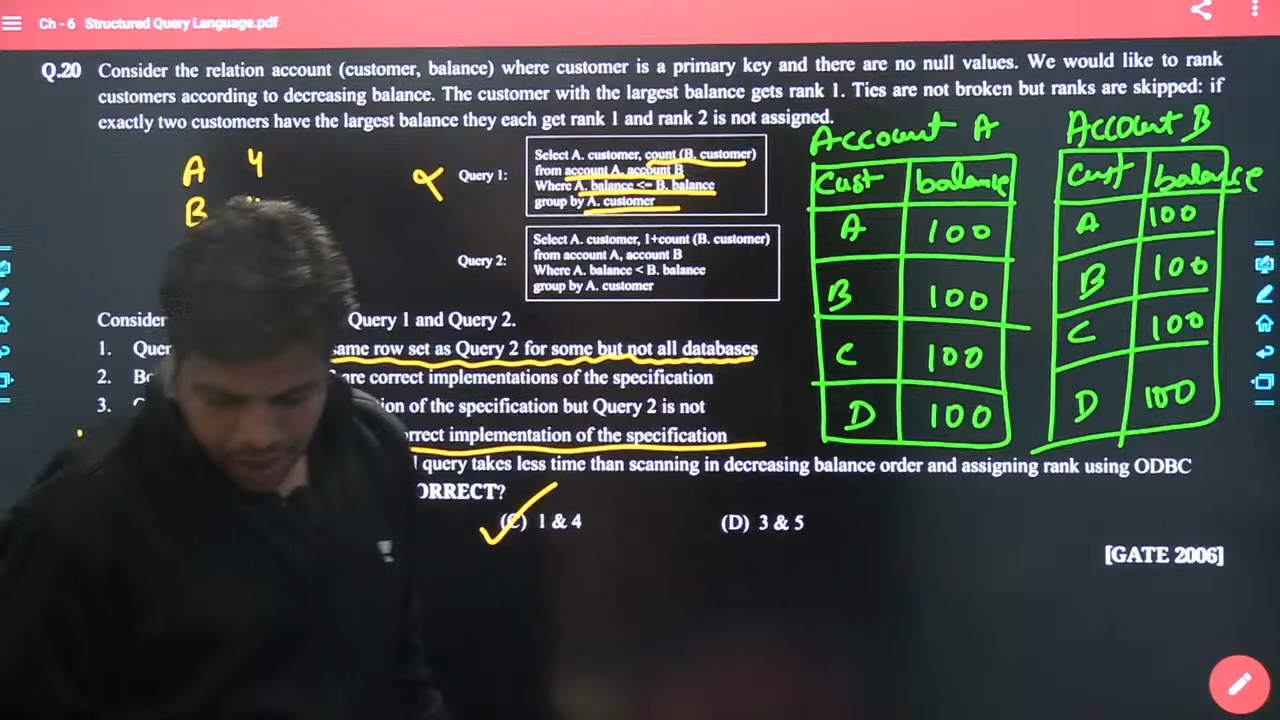 Ch - 6 Structured Query Language.pdf
Q.20 Consider the relation account (customer, balance) where customer is a primary key and there are no null values. We would like to rank
customers according to decreasing balance. The customer with the largest balance gets rank 1. Ties are not broken but ranks are skipped: if
exactly two customers have the largest balance they each get rank 1 and rank 2 is not assigned.
A 4
B
Query 1:
Select A. customer, count (B. customer)
from account A, account B
Where A. balance <= B. balance
group by A. customer
Query 2:
Select A. customer, 1+count (B. customer)
from account A, account B
Where A. balance < B. balance
group by A. customer
Account A
Cust balance
A 100
B 100
C 100
D 100
Account B
Cust balance
A 100
B 100
C 100
D 100
Consider Query 1 and Query 2.
1. Quer same row set as Query 2 for some but not all databases
2. are correct implementations of the specification
3. ion of the specification but Query 2 is not
rrect implementation of the specification
query takes less time than scanning in decreasing balance order and assigning rank using ODBC
ORRECT?
(C) 1 & 4 (D) 3 & 5
[GATE 2006]